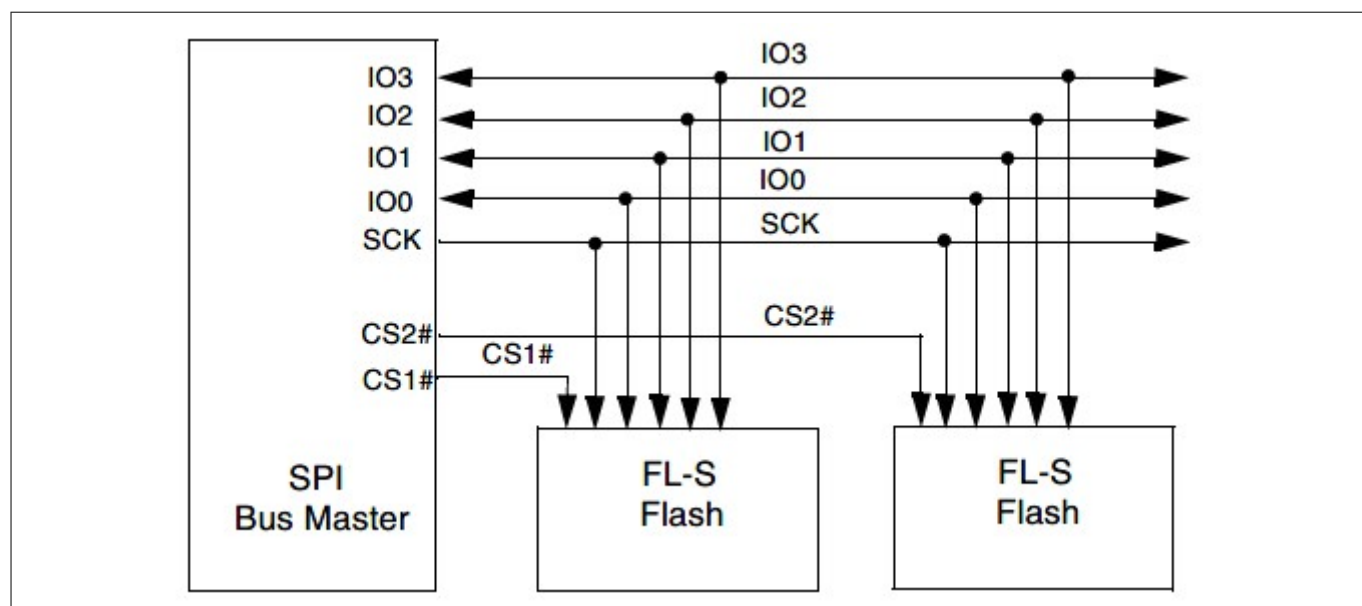 IO3
IO3
IO2
IO2
IO1
IO1
IO0
IO0
SCK
SCK
CS2#
CS2#
CS1#
CS1#
SPI
Bus Master
FL-S
Flash
FL-S
Flash